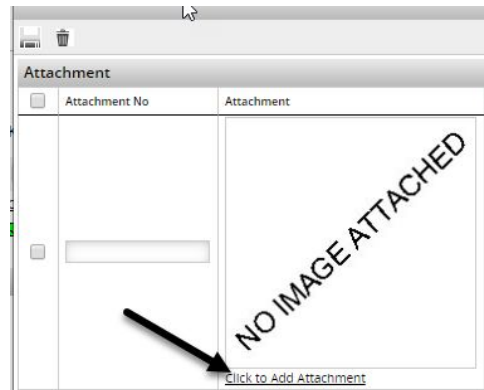 Attachment
Attachment No
Attachment
NO IMAGE ATTACHED
Click to Add Attachment